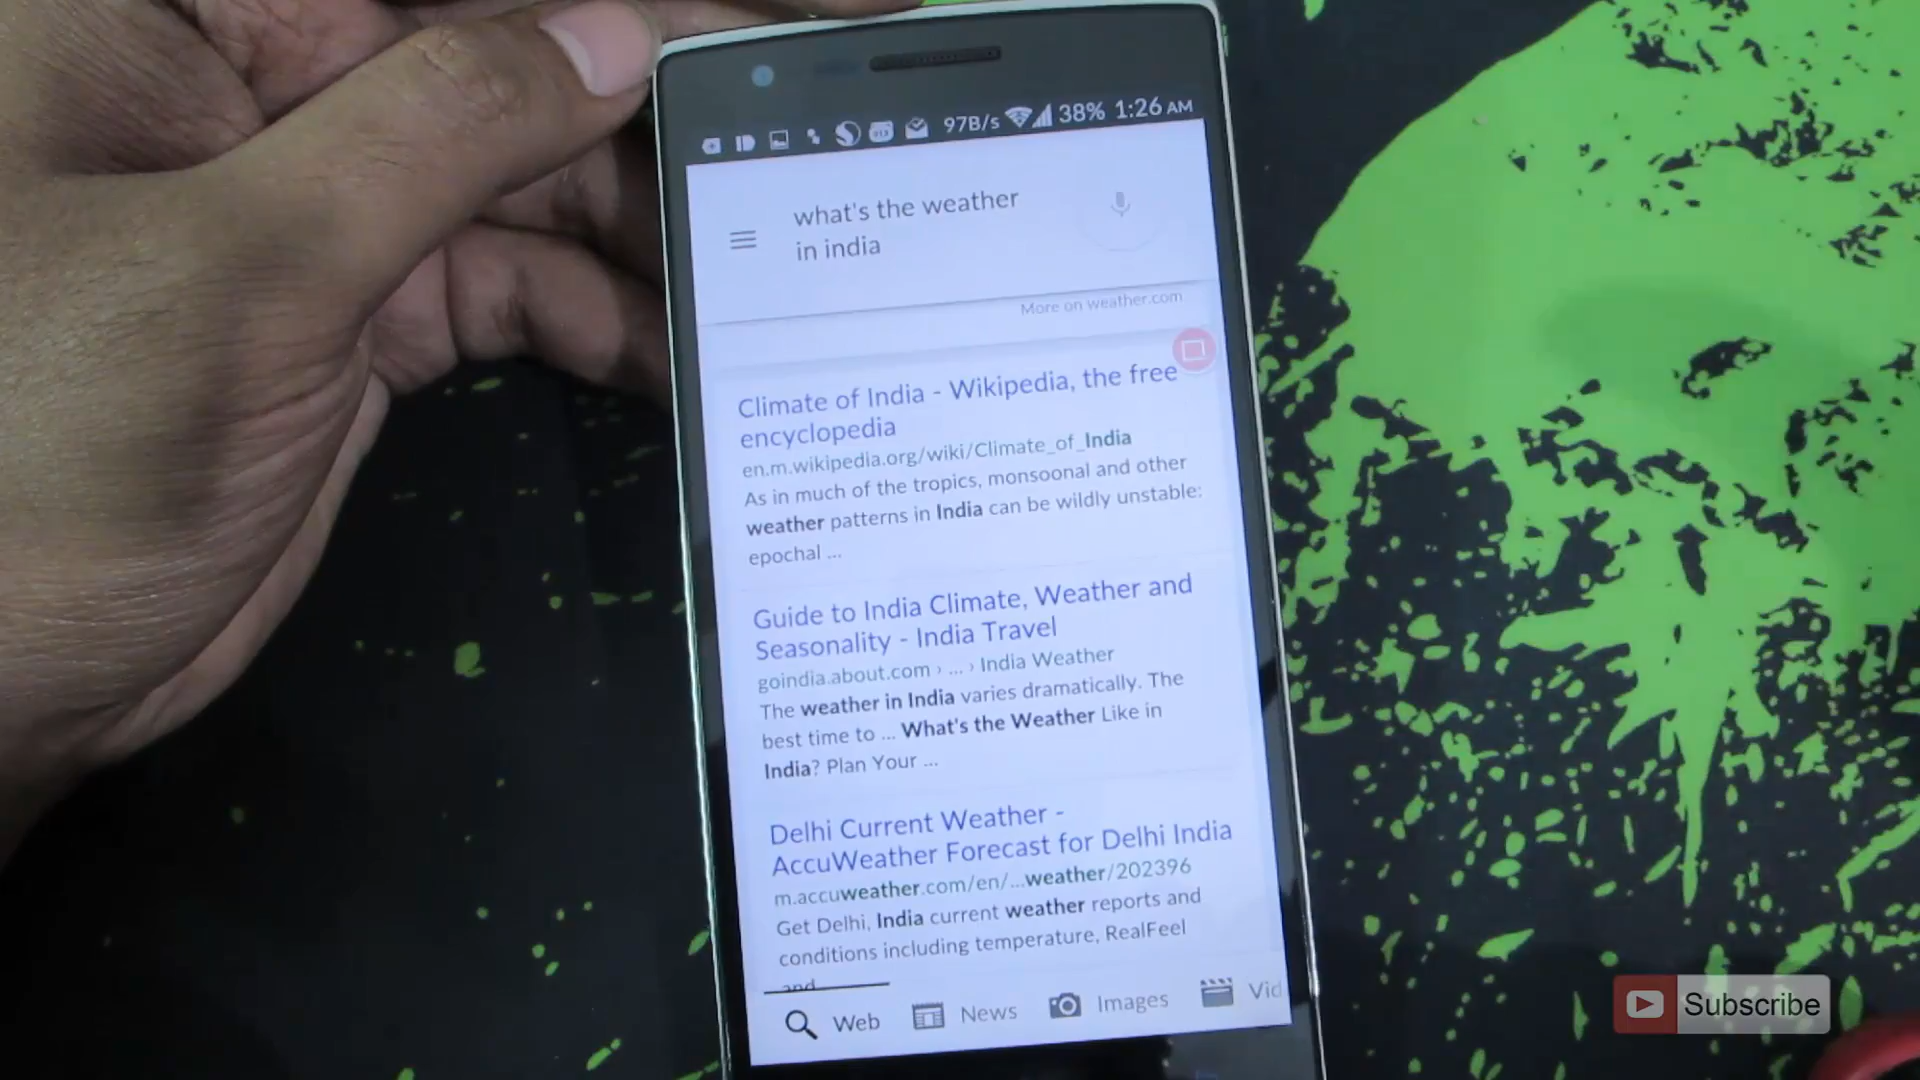 97B/s 38% 1:26 AM
what's the weather
in india
More on weather.com
Climate of India - Wikipedia, the free
encyclopedia
en.m.wikipedia.org/wiki/Climate_of_India
As in much of the tropics, monsoonal and other
weather patterns in India can be wildly unstable:
epochal ...
Guide to India Climate, Weather and
Seasonality - India Travel
goindia.about.com › ... › India Weather
The weather in India varies dramatically. The
best time to ... What's the Weather Like in
India? Plan Your ...
Delhi Current Weather -
AccuWeather Forecast for Delhi India
m.accuweather.com/en/...weather/202396
Get Delhi, India current weather reports and
conditions including temperature, RealFeel
and
Web News Images Vid
Subscribe